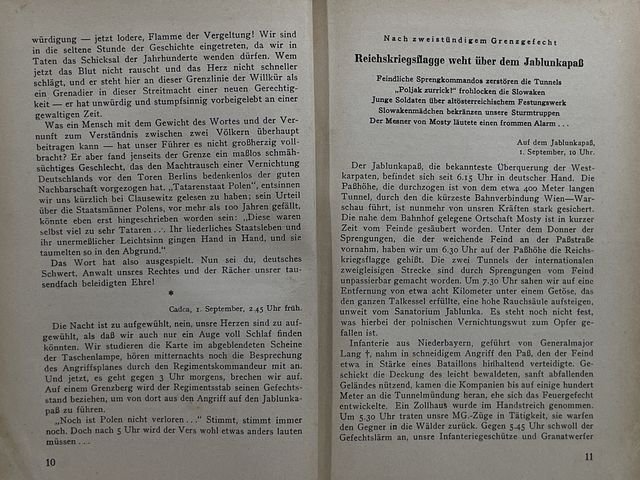 würdigung — jetzt lodere, Flamme der Vergeltung! Wir sind
in die seltene Stunde der Geschichte eingetreten, da wir in
Taten das Schicksal der Jahrhunderte wenden dürfen. Wem
jetzt das Blut nicht rauscht und das Herz nicht schneller
schlägt, und er steht hier an dieser Grenzlinie der Willkür als
ein Grenadier in dieser Streitmacht einer neuen Gerechtig-
keit — er hat unwürdig und stumpfsinnig vorbeigelebt an einer
gewaltigen Zeit.
Was ein Mensch mit dem Gewicht des Wortes und der Ver-
nunft zum Verständnis zwischen zwei Völkern überhaupt
beitragen kann — hat unser Führer es nicht großherzig voll-
bracht? Er aber fand jenseits der Grenze ein maßlos schmäh-
süchtiges Geschlecht, das den Machtrausch einer Vernichtung
Deutschlands vor den Toren Berlins bedenkenlos der guten
Nachbarschaft vorgezogen hat. „Tatarenstaat Polen", entsinnen
wir uns kürzlich bei Clausewitz gelesen zu haben; sein Urteil
über die Staatsmänner Polens, vor mehr als 100 Jahren gefällt,
könnte eben erst hingeschrieben worden sein: „Diese waren
selbst viel zu sehr Tataren... Ihr liederliches Staatsleben und
ihr unermeßlicher Leichtsinn gingen Hand in Hand, und sie
taumelten so in den Abgrund."
Das Wort hat also ausgespielt. Nun sei du, deutsches
Schwert, Anwalt unsres Rechtes und der Rächer unsrer tau-
sendfach beleidigten Ehre!
*
Cadca, 1. September, 2.45 Uhr früh.
Die Nacht ist zu aufgewühlt, nein, unsre Herzen sind zu auf-
gewühlt, als daß wir auch nur ein Auge voll Schlaf finden
könnten. Wir studieren die Karte im abgeblendeten Scheine
der Taschenlampe, hören mitternachts noch die Besprechung
des Angriffsplanes durch den Regimentskommandeur mit an.
Und jetzt, es geht gegen 3 Uhr morgens, brechen wir auf.
Auf einem Grenzberg wird der Regimentsstab seinen Gefechts-
stand beziehen, um von dort aus den Angriff auf den Jablunka-
paß zu führen.
„Noch ist Polen nicht verloren..." Stimmt, stimmt immer
noch. Doch nach 5 Uhr wird der Vers wohl etwas anders lauten
müssen ...
10
Nach zweistündigem Grenzgefecht
Reichskriegsflagge weht über dem Jablunkapaß
Feindliche Sprengkommandos zerstören die Tunnels
„Poljak zurrick!" frohlocken die Slowaken
Junge Soldaten über altösterreichischem Festungswerk
Slowakenmädchen bekränzen unsere Sturmtruppen
Der Mesner von Mosty läutete einen frommen Alarm ...
Auf dem Jablunkapaß,
1. September, 10 Uhr.
Der Jablunkapaß, die bekannteste Überquerung der West-
karpaten, befindet sich seit 6.15 Uhr in deutscher Hand. Die
Paßhöhe, die durchzogen ist von dem etwa 400 Meter langen
Tunnel, durch den die kürzeste Bahnverbindung Wien—War-
schau führt, ist nunmehr von unsren Kräften stark gesichert.
Die nahe dem Bahnhof gelegene Ortschaft Mosty ist in kurzer
Zeit vom Feinde gesäubert worden. Unter dem Donner der
Sprengungen, die der weichende Feind an der Paßstraße
vornahm, haben wir um 6.30 Uhr auf der Paßhöhe die Reichs-
kriegsflagge gehißt. Die zwei Tunnels der internationalen
zweigleisigen Strecke sind durch Sprengungen vom Feind
unpassierbar gemacht worden. Um 7.30 Uhr sahen wir auf eine
Entfernung von etwa acht Kilometer unter einem Getöse, das
den ganzen Talkessel erfüllte, eine hohe Rauchsäule aufsteigen,
unweit vom Sanatorium Jablunka. Es steht noch nicht fest,
was hierbei der polnischen Vernichtungswut zum Opfer ge-
fallen ist.
Infanterie aus Niederbayern, geführt von Generalmajor
Lang †, nahm in schneidigem Angriff den Paß, den der Feind
etwa in Stärke eines Bataillons hinhaltend verteidigte. Ge-
schickt die Deckung des leicht bewaldeten, sanft abfallenden
Geländes nützend, kamen die Kompanien bis auf einige hundert
Meter an die Tunnelmündung heran, ehe sich das Feuergefecht
entwickelte. Ein Zollhaus wurde im Handstreich genommen.
Um 5.30 Uhr traten unsre MG.-Züge in Tätigkeit, sie warfen
den Gegner in die Wälder zurück. Gegen 5.45 Uhr schwoll der
Gefechtslärm an, unsre Infanteriegeschütze und Granatwerfer
11